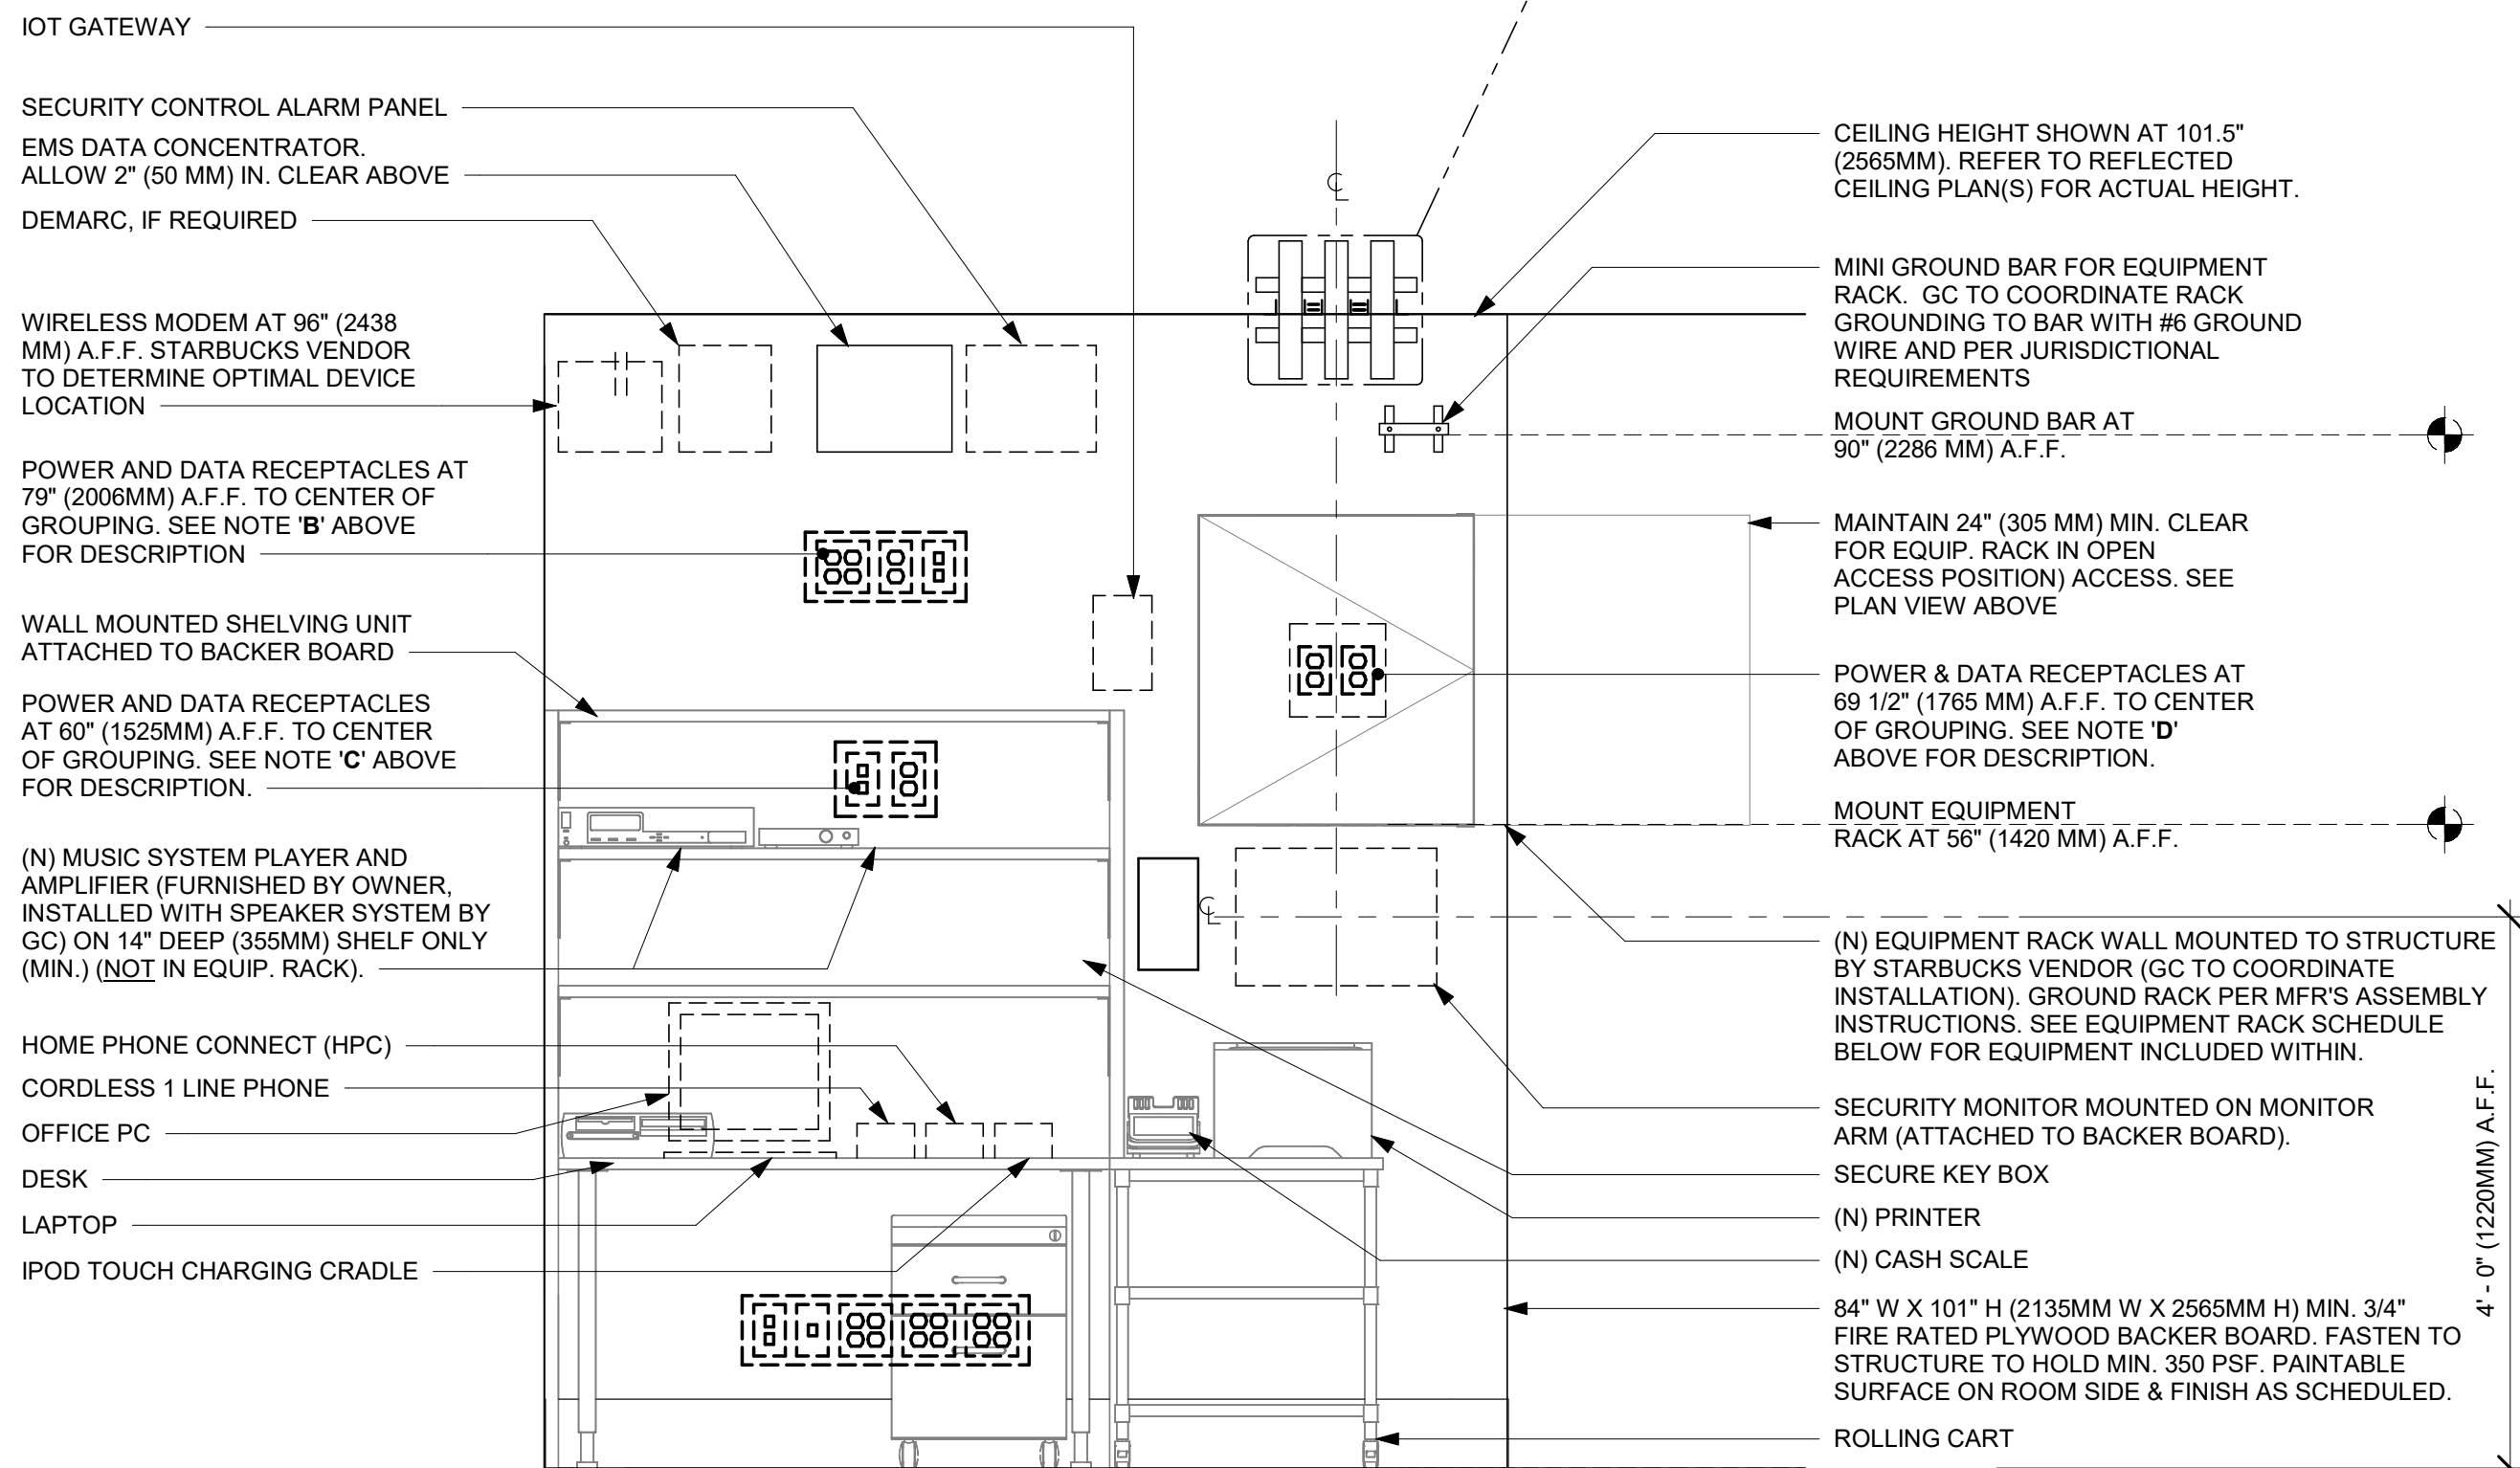 IOT GATEWAY
SECURITY CONTROL ALARM PANEL
EMS DATA CONCENTRATOR.
ALLOW 2" (50 MM) IN. CLEAR ABOVE
DEMARC, IF REQUIRED
WIRELESS MODEM AT 96" (2438
MM) A.F.F. STARBUCKS VENDOR
TO DETERMINE OPTIMAL DEVICE
LOCATION
POWER AND DATA RECEPTACLES AT
79" (2006MM) A.F.F. TO CENTER OF
GROUPING. SEE NOTE 'B' ABOVE
FOR DESCRIPTION
WALL MOUNTED SHELVING UNIT
ATTACHED TO BACKER BOARD
POWER AND DATA RECEPTACLES
AT 60" (1525MM) A.F.F. TO CENTER
OF GROUPING. SEE NOTE 'C' ABOVE
FOR DESCRIPTION.
(N) MUSIC SYSTEM PLAYER AND
AMPLIFIER (FURNISHED BY OWNER,
INSTALLED WITH SPEAKER SYSTEM BY
GC) ON 14" DEEP (355MM) SHELF ONLY
(MIN.) (NOT IN EQUIP. RACK).
HOME PHONE CONNECT (HPC)
CORDLESS 1 LINE PHONE
OFFICE PC
DESK
LAPTOP
IPOD TOUCH CHARGING CRADLE
CL
CL
CEILING HEIGHT SHOWN AT 101.5"
(2565MM). REFER TO REFLECTED
CEILING PLAN(S) FOR ACTUAL HEIGHT.
MINI GROUND BAR FOR EQUIPMENT
RACK. GC TO COORDINATE RACK
GROUNDING TO BAR WITH #6 GROUND
WIRE AND PER JURISDICTIONAL
REQUIREMENTS
MOUNT GROUND BAR AT
90" (2286 MM) A.F.F.
MAINTAIN 24" (305 MM) MIN. CLEAR
FOR EQUIP. RACK IN OPEN
ACCESS POSITION) ACCESS. SEE
PLAN VIEW ABOVE
POWER & DATA RECEPTACLES AT
69 1/2" (1765 MM) A.F.F. TO CENTER
OF GROUPING. SEE NOTE 'D'
ABOVE FOR DESCRIPTION.
MOUNT EQUIPMENT
RACK AT 56" (1420 MM) A.F.F.
(N) EQUIPMENT RACK WALL MOUNTED TO STRUCTURE
BY STARBUCKS VENDOR (GC TO COORDINATE
INSTALLATION). GROUND RACK PER MFR'S ASSEMBLY
INSTRUCTIONS. SEE EQUIPMENT RACK SCHEDULE
BELOW FOR EQUIPMENT INCLUDED WITHIN.
SECURITY MONITOR MOUNTED ON MONITOR
ARM (ATTACHED TO BACKER BOARD).
SECURE KEY BOX
(N) PRINTER
(N) CASH SCALE
84" W X 101" H (2135MM W X 2565MM H) MIN. 3/4"
FIRE RATED PLYWOOD BACKER BOARD. FASTEN TO
STRUCTURE TO HOLD MIN. 350 PSF. PAINTABLE
SURFACE ON ROOM SIDE & FINISH AS SCHEDULED.
ROLLING CART
4' - 0" (1220MM) A.F.F.